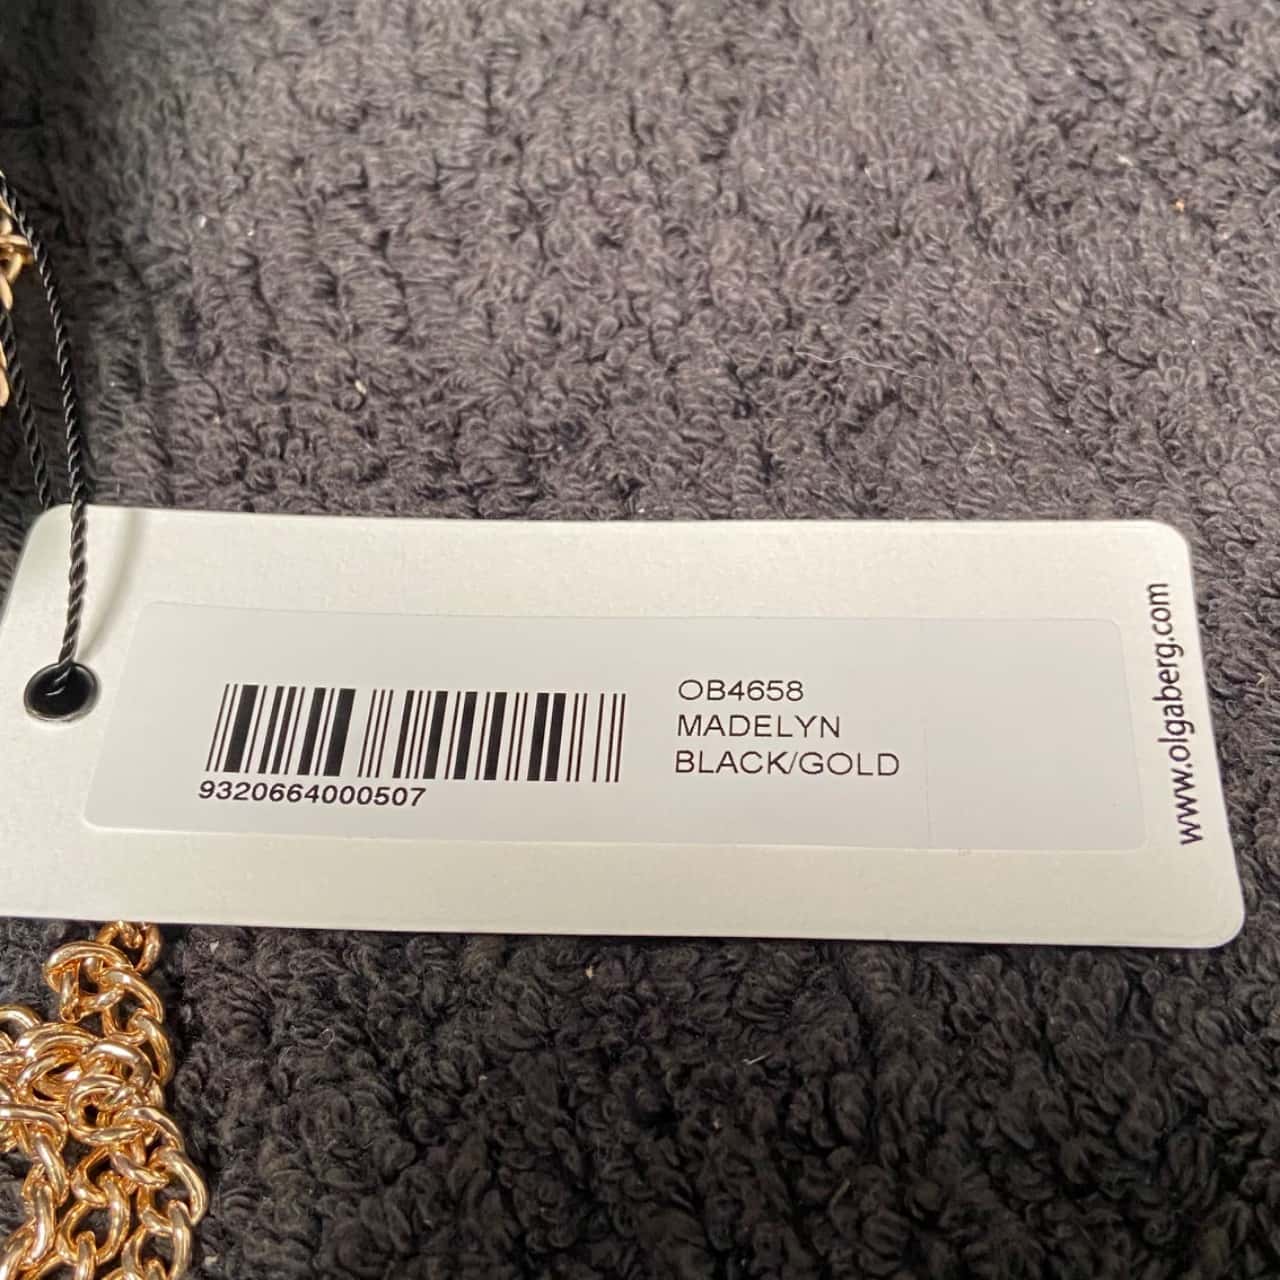 OB4658
MADELYN
BLACK/GOLD
9320664000507
www.olgaberg.com